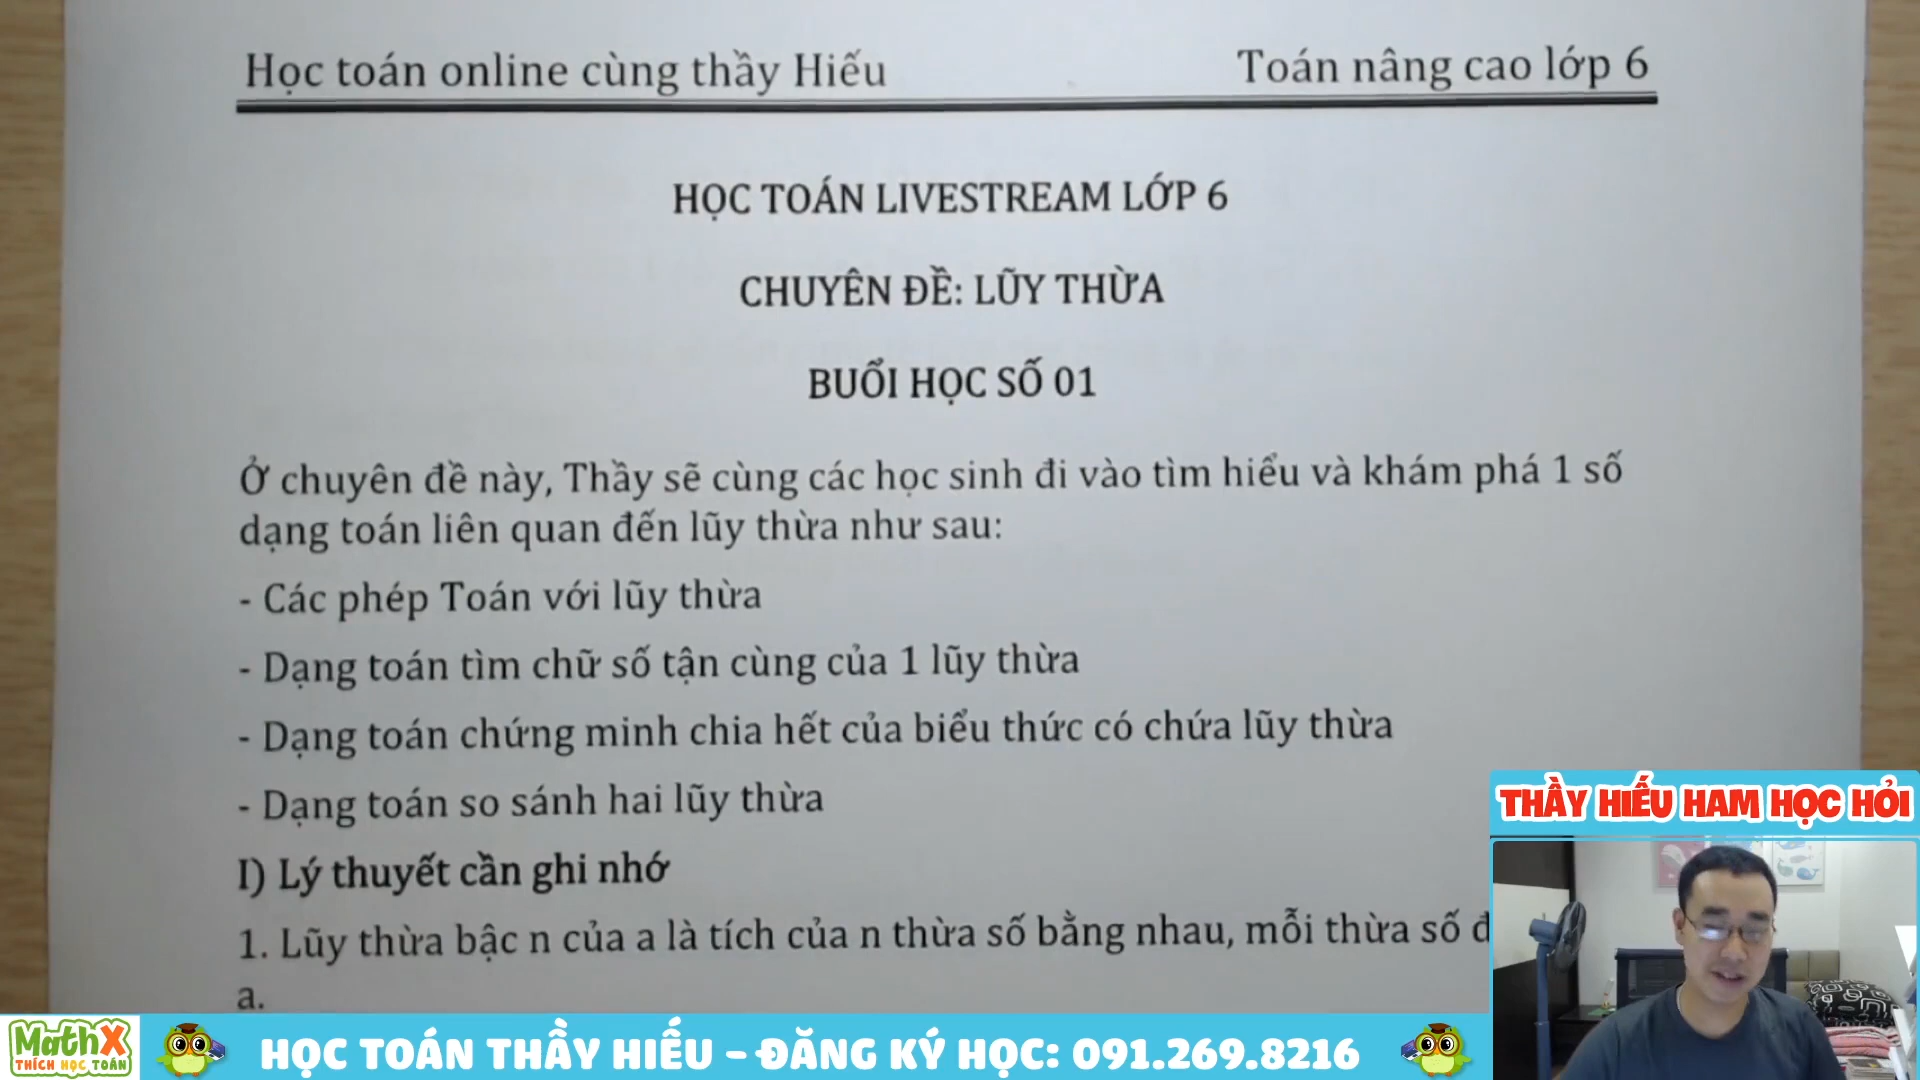 Học toán online cùng thầy Hiếu
Toán nâng cao lớp 6
HỌC TOÁN LIVESTREAM LỚP 6
CHUYÊN ĐỀ: LŨY THỪA
BUỔI HỌC SỐ 01
Ở chuyên đề này, Thầy sẽ cùng các học sinh đi vào tìm hiểu và khám phá 1 số
dạng toán liên quan đến lũy thừa như sau:
- Các phép Toán với lũy thừa
- Dạng toán tìm chữ số tận cùng của 1 lũy thừa
- Dạng toán chứng minh chia hết của biểu thức có chứa lũy thừa
- Dạng toán so sánh hai lũy thừa
I) Lý thuyết cần ghi nhớ
1. Lũy thừa bậc n của a là tích của n thừa số bằng nhau, mỗi thừa số
a.
THẦY HIẾU HAM HỌC HỎI
MathX
THÍCH HỌC TOÁN
HỌC TOÁN THẦY HIẾU - ĐĂNG KÝ HỌC: 091.269.8216